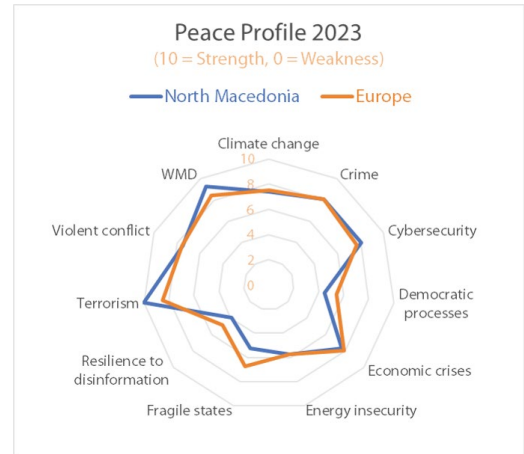 Peace Profile 2023
(10 = Strength, 0 = Weakness)
North Macedonia
Europe
Climate change
10
8
6
4
2
0
Crime
Cybersecurity
Democratic
processes
Economic crises
Energy insecurity
Fragile states
Resilience to
disinformation
Terrorism
Violent conflict
WMD